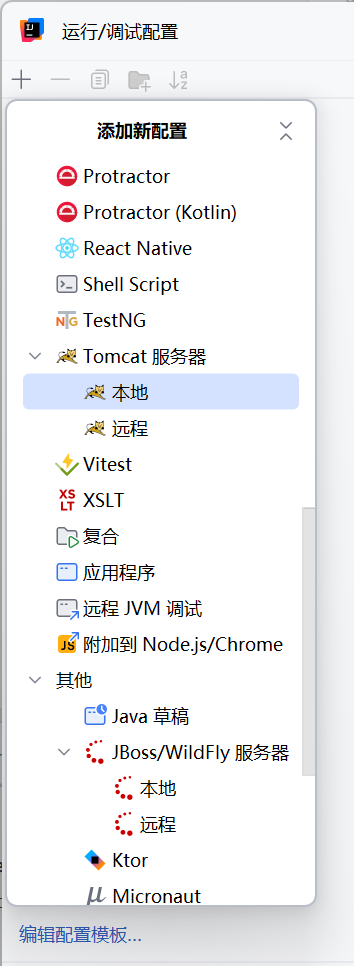 运行/调试配置
添加新配置
Protractor
Protractor (Kotlin)
React Native
Shell Script
TestNG
Tomcat 服务器
本地
远程
Vitest
XSLT
复合
应用程序
远程 JVM 调试
附加到 Node.js/Chrome
其他
Java 草稿
JBoss/WildFly 服务器
本地
远程
Ktor
Micronaut
编辑配置模板...